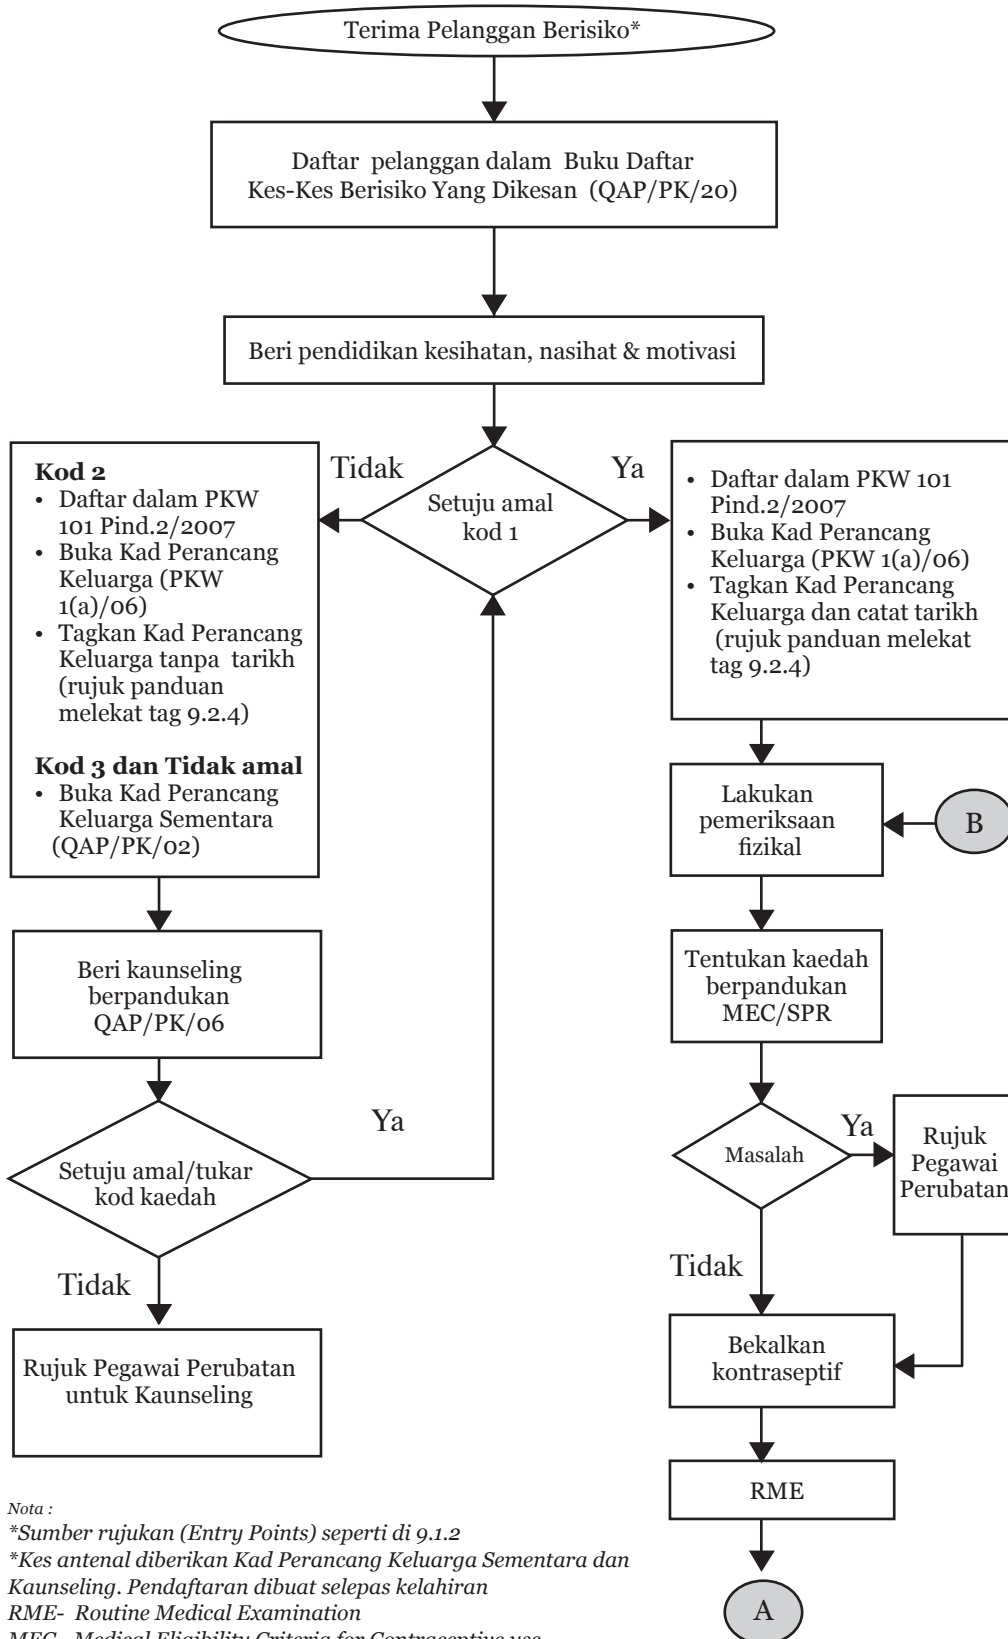 Terima Pelanggan Berisiko*
Daftar pelanggan dalam Buku Daftar
Kes-Kes Berisiko Yang Dikesan (QAP/PK/20)
Beri pendidikan kesihatan, nasihat & motivasi
Setuju amal
kod 1
Tidak
Ya
Kod 2
• Daftar dalam PKW
101 Pind.2/2007
• Buka Kad Perancang
Keluarga (PKW
1(a)/06)
• Tagkan Kad Perancang
Keluarga tanpa tarikh
(rujuk panduan
melekat tag 9.2.4)
Kod 3 dan Tidak amal
• Buka Kad Perancang
Keluarga Sementara
(QAP/PK/02)
• Daftar dalam PKW 101
Pind.2/2007
• Buka Kad Perancang
Keluarga (PKW 1(a)/06)
• Tagkan Kad Perancang
Keluarga dan catat tarikh
(rujuk panduan melekat
tag 9.2.4)
Beri kaunseling
berpandukan
QAP/PK/06
Setuju amal/tukar
kod kaedah
Ya
Tidak
Rujuk Pegawai Perubatan
untuk Kaunseling
Lakukan
pemeriksaan
fizikal
B
Tentukan kaedah
berpandukan
MEC/SPR
Masalah
Ya
Rujuk
Pegawai
Perubatan
Tidak
Bekalkan
kontraseptif
RME
A
Nota :
*Sumber rujukan (Entry Points) seperti di 9.1.2
*Kes antenal diberikan Kad Perancang Keluarga Sementara dan
Kaunseling. Pendaftaran dibuat selepas kelahiran
RME- Routine Medical Examination
MEC- Medical Eligibility Criteria for Contraceptive use